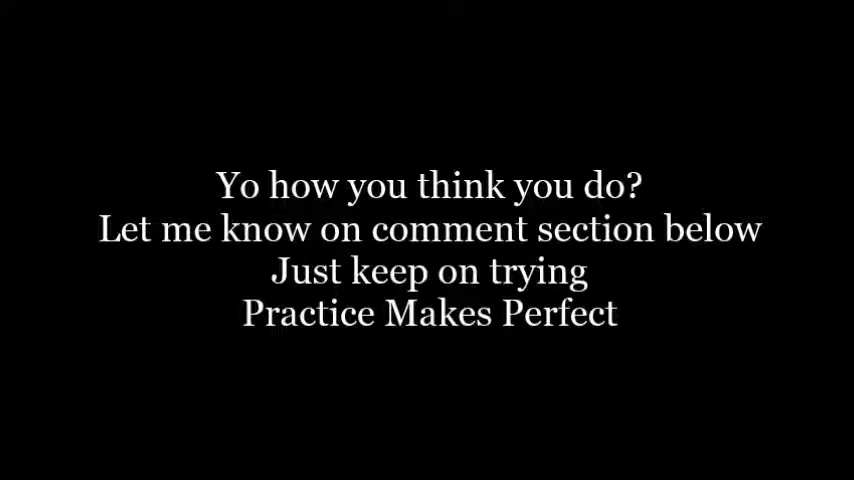 Yo how you think you do?
Let me know on comment section below
Just keep on trying
Practice Makes Perfect